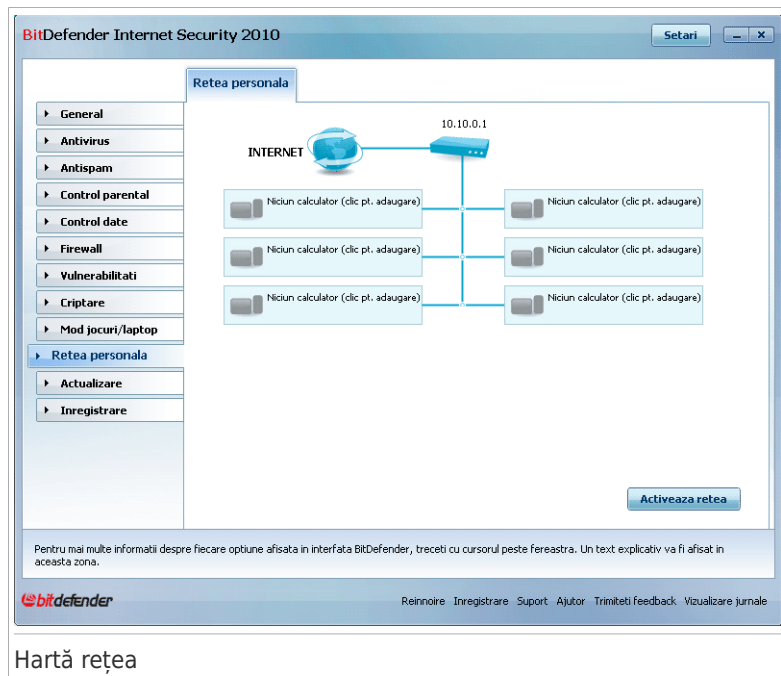 BitDefender Internet Security 2010
Setari
Retea personala
General
Antivirus
Antispam
Control parental
Control date
Firewall
Vulnerabilitati
Criptare
Mod jocuri/laptop
Retea personala
Actualizare
Inregistrare
10.10.0.1
INTERNET
Niciun calculator (clic pt. adaugare)
Niciun calculator (clic pt. adaugare)
Niciun calculator (clic pt. adaugare)
Niciun calculator (clic pt. adaugare)
Niciun calculator (clic pt. adaugare)
Niciun calculator (clic pt. adaugare)
Activeaza retea
Pentru mai multe informatii despre fiecare optiune afisata in interfata BitDefender, treceti cu cursorul peste fereastra. Un text explicativ va fi afisat in
aceasta zona.
bitdefender
Reinnoire Inregistrare Suport Ajutor Trimiteti feedback Vizualizare jurnale
Hartă rețea